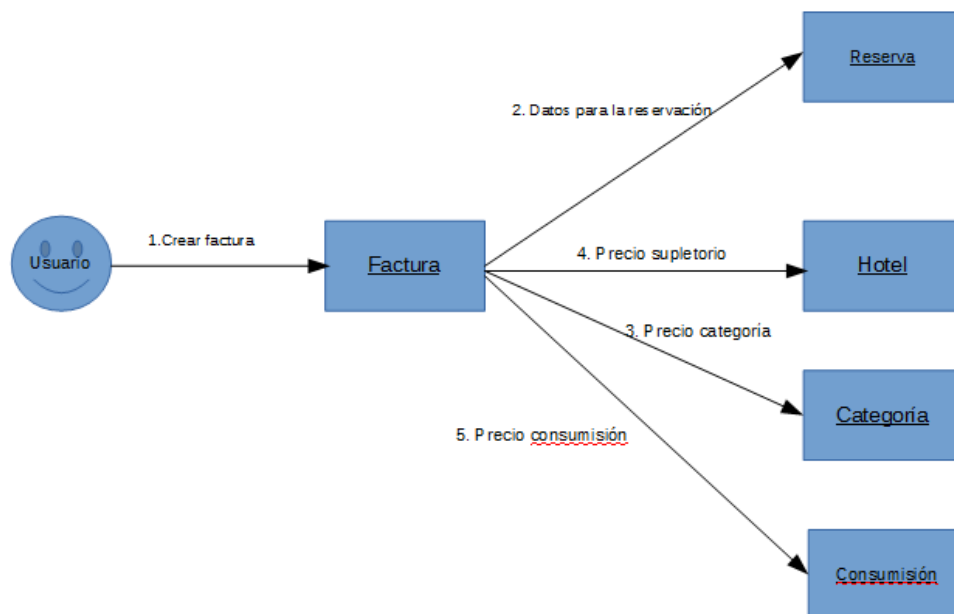 Reserva
2. Datos para la reservación
1.Crear factura
Usuario
Factura
4. Precio supletorio
Hotel
3. Precio categoría
Categoría
5. Precio consumisión
Consumisión